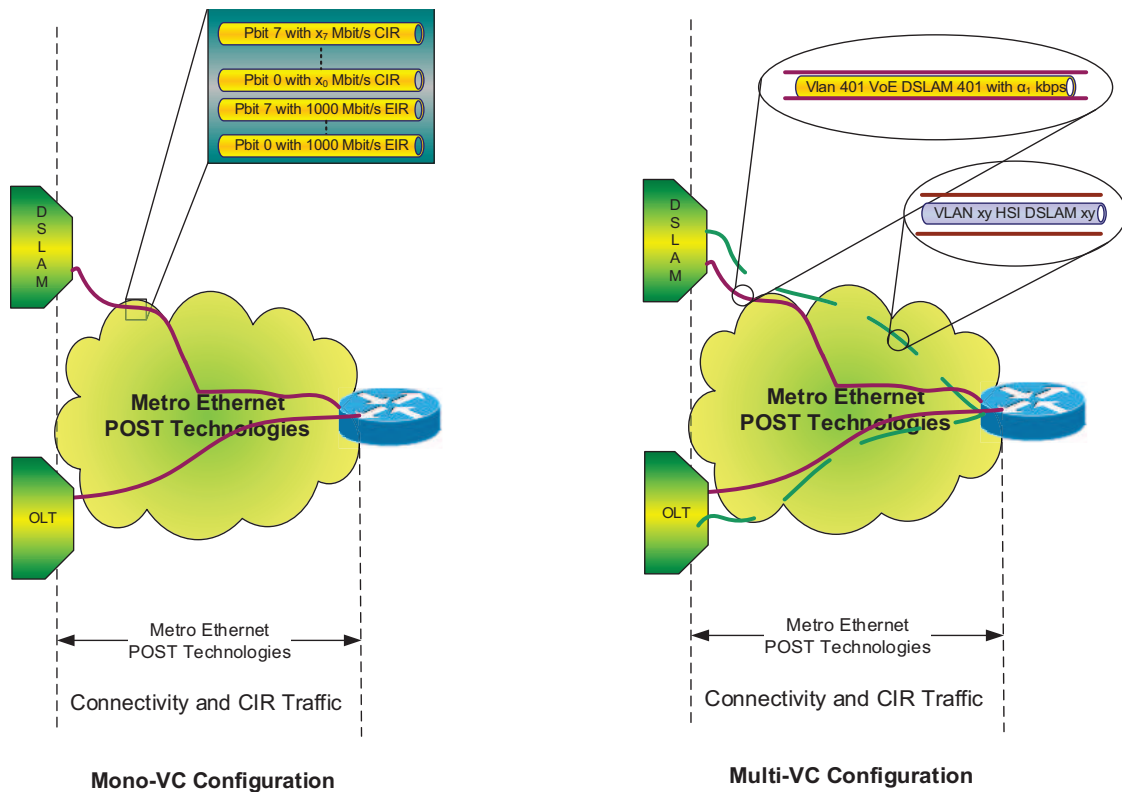 Pbit 7 with x₇ Mbit/s CIR
Pbit 0 with x₀ Mbit/s CIR
Pbit 7 with 1000 Mbit/s EIR
Pbit 0 with 1000 Mbit/s EIR
DSLAM
Metro Ethernet
POST Technologies
OLT
Metro Ethernet
POST Technologies
Connectivity and CIR Traffic
Mono-VC Configuration
Vlan 401 VoE DSLAM 401 with α₁ kbps
VLAN xy HSI DSLAM xy
DSLAM
Metro Ethernet
POST Technologies
OLT
Metro Ethernet
POST Technologies
Connectivity and CIR Traffic
Multi-VC Configuration